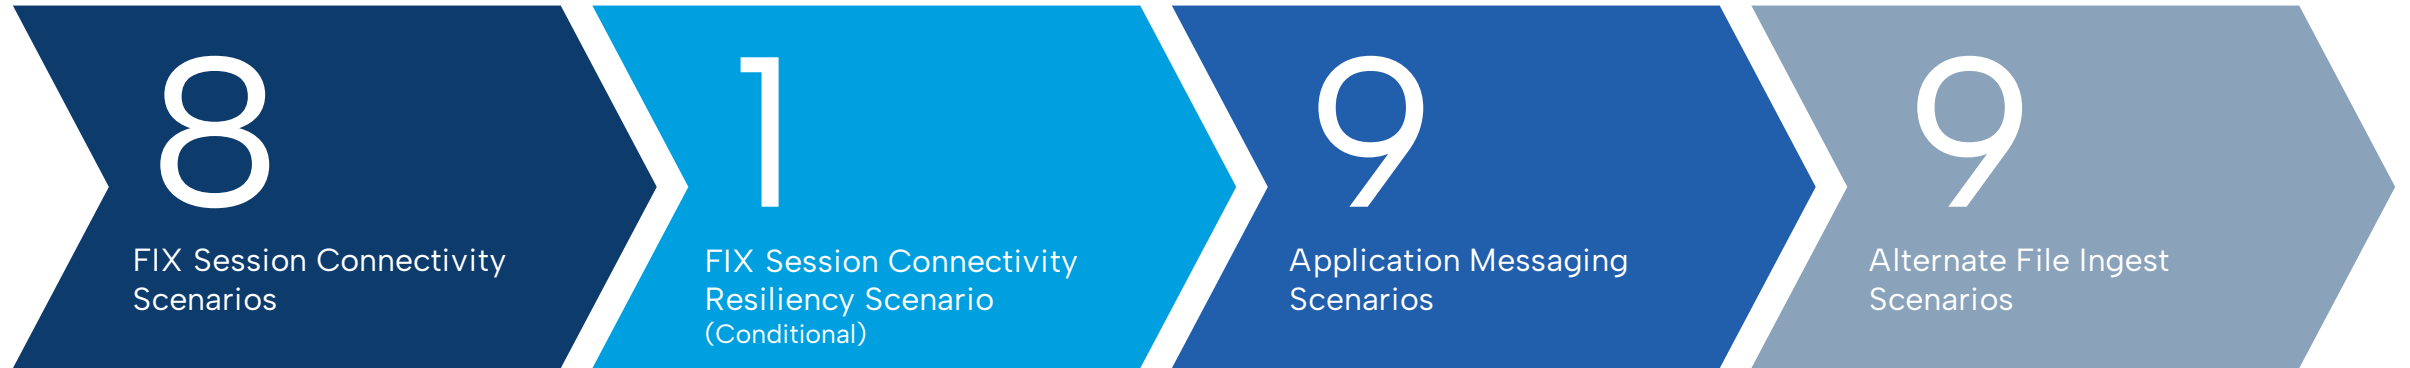 8
FIX Session Connectivity
Scenarios
1
FIX Session Connectivity
Resiliency Scenario
(Conditional)
9
Application Messaging
Scenarios
9
Alternate File Ingest
Scenarios